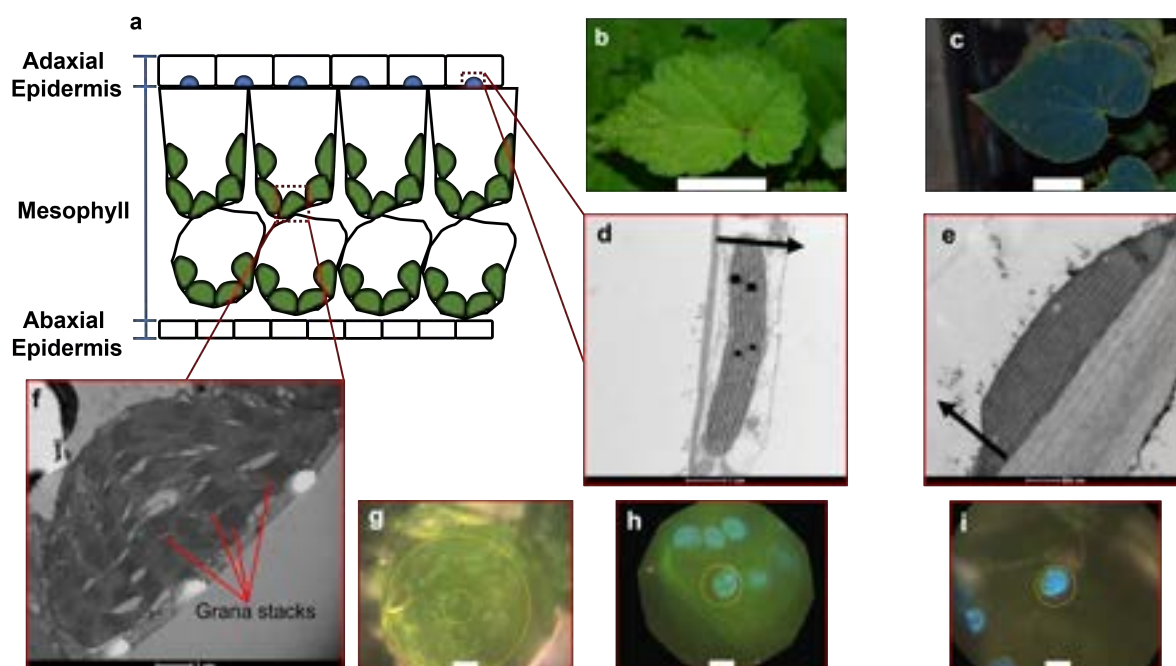 a
Adaxial
Epidermis
Mesophyll
Abaxial
Epidermis
b
c
d
e
f
Grana stacks
g
h
i